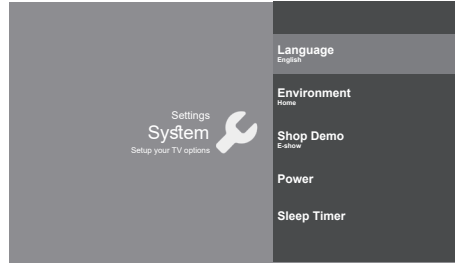 Settings
System
Setup your TV options
Language
English
Environment
Home
Shop Demo
E-show
Power
Sleep Timer